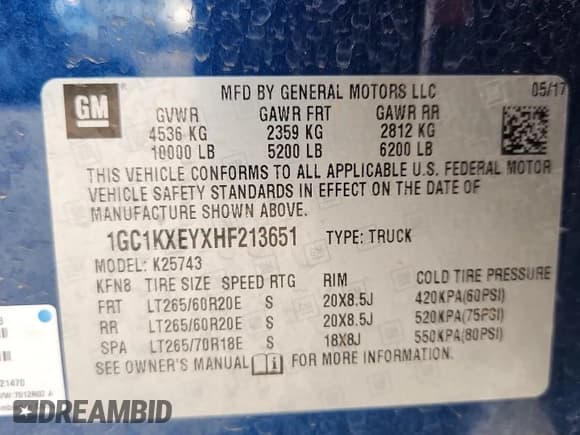 GM
MFD BY GENERAL MOTORS LLC
05/17
GVWR GAWR FRT GAWR RR
4536 KG 2359 KG 2812 KG
10000 LB 5200 LB 6200 LB
THIS VEHICLE CONFORMS TO ALL APPLICABLE U.S. FEDERAL MOTOR
VEHICLE SAFETY STANDARDS IN EFFECT ON THE DATE OF
MANUFACTURE SHOWN ABOVE.
1GC1KXEYXHF213651 TYPE: TRUCK
MODEL: K25743
KFN8 TIRE SIZE SPEED RTG RIM COLD TIRE PRESSURE
FRT LT265/60R20E S 20X8.5J 420KPA(60PSI)
RR LT265/60R20E S 20X8.5J 520KPA(75PSI)
SPA LT265/70R18E S 18X8J 550KPA(80PSI)
SEE OWNER'S MANUAL FOR MORE INFORMATION.
21470
DREAMBID